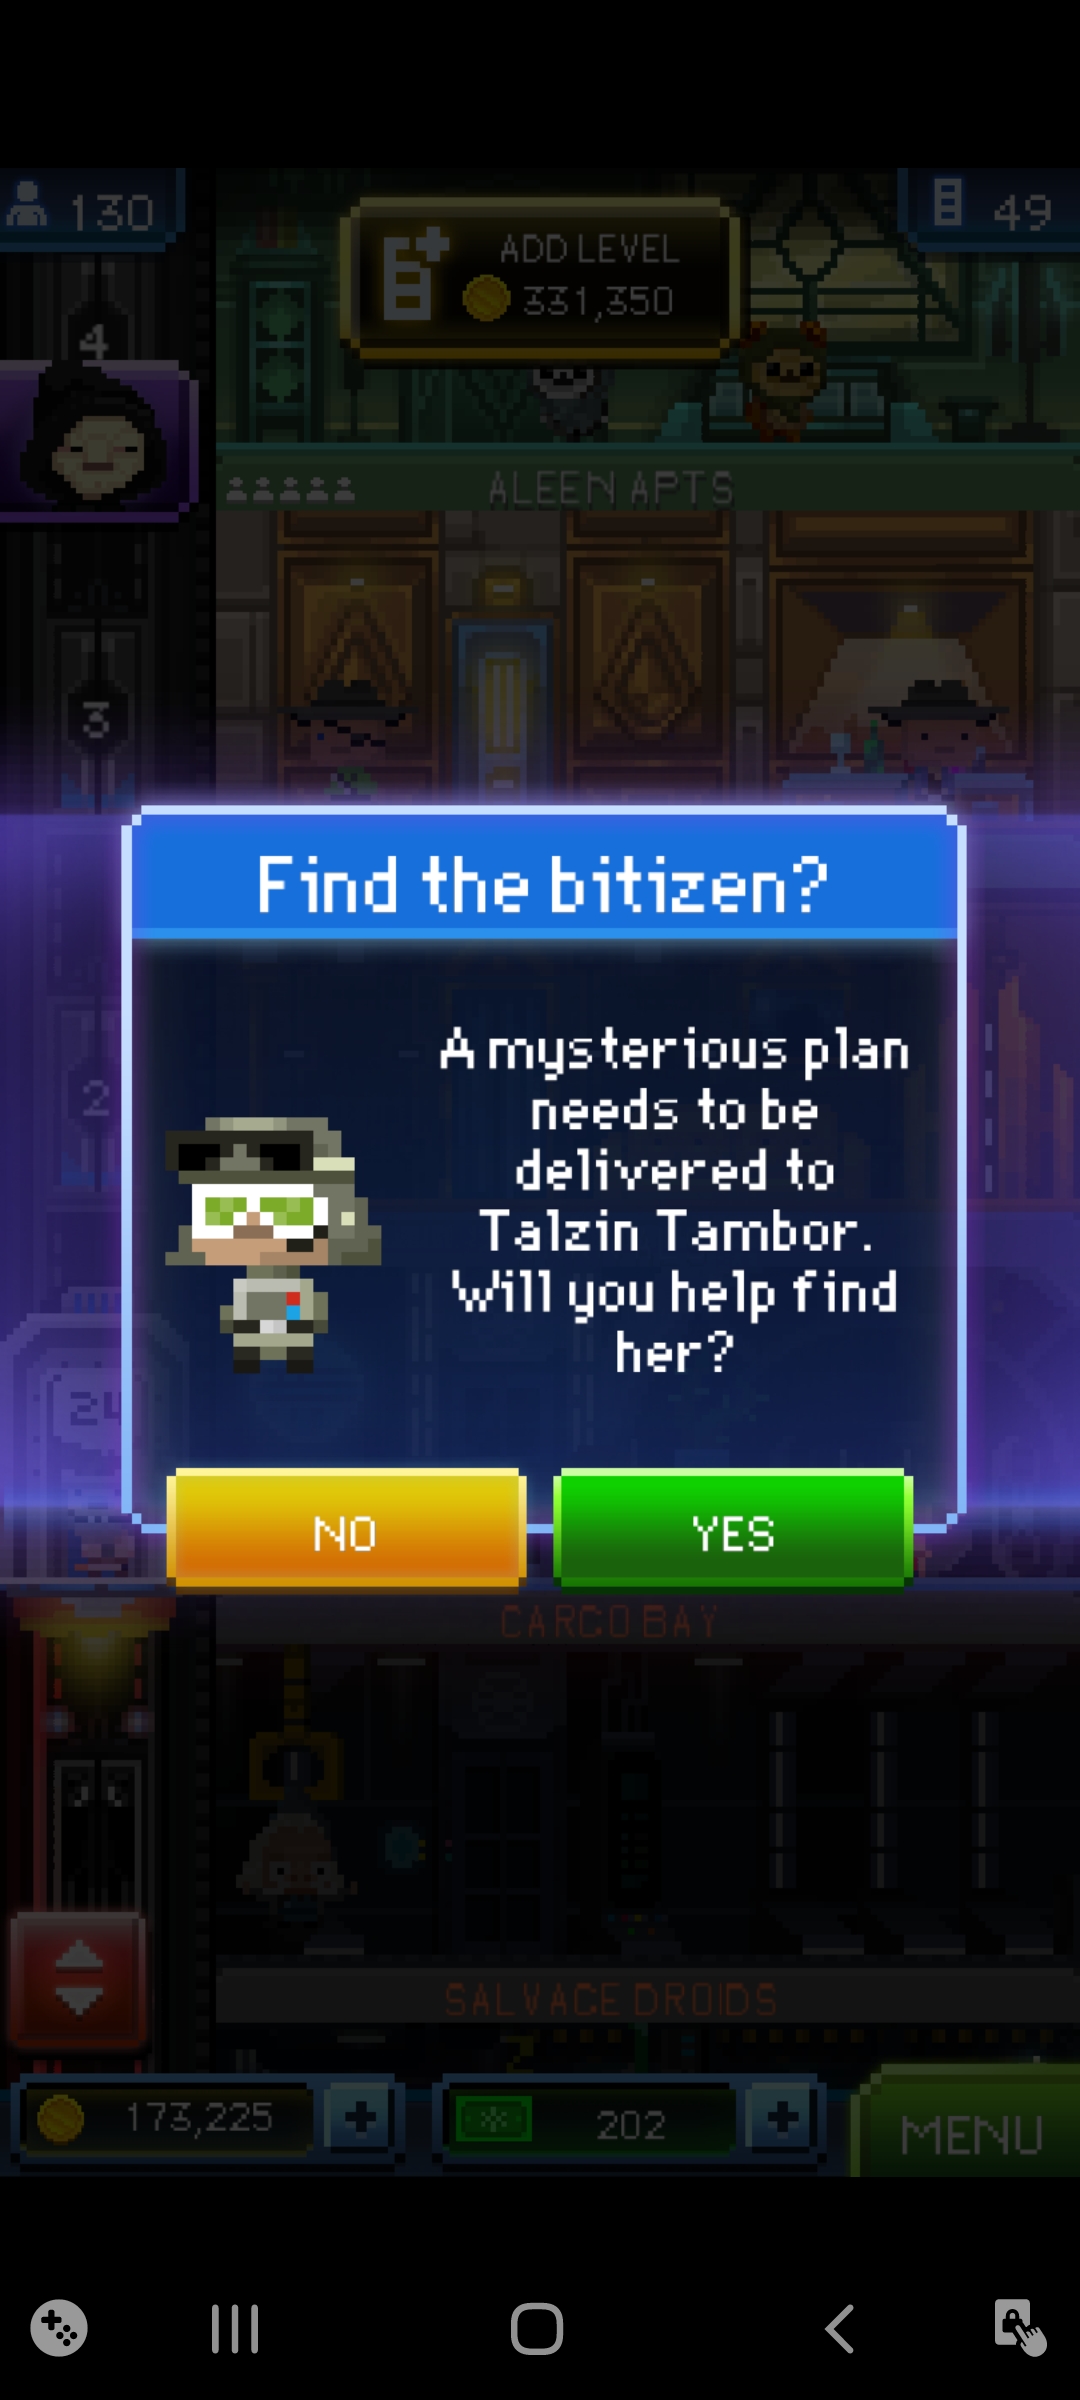 130
49
ADD LEVEL
331,350
4
ALEEN APTS
3
Find the bitizen?
A mysterious plan
needs to be
delivered to
Talzin Tambor.
Will you help find
her?
2
24
NO
YES
CARGO BAY
SALVAGE DROIDS
173,225
202
MENU